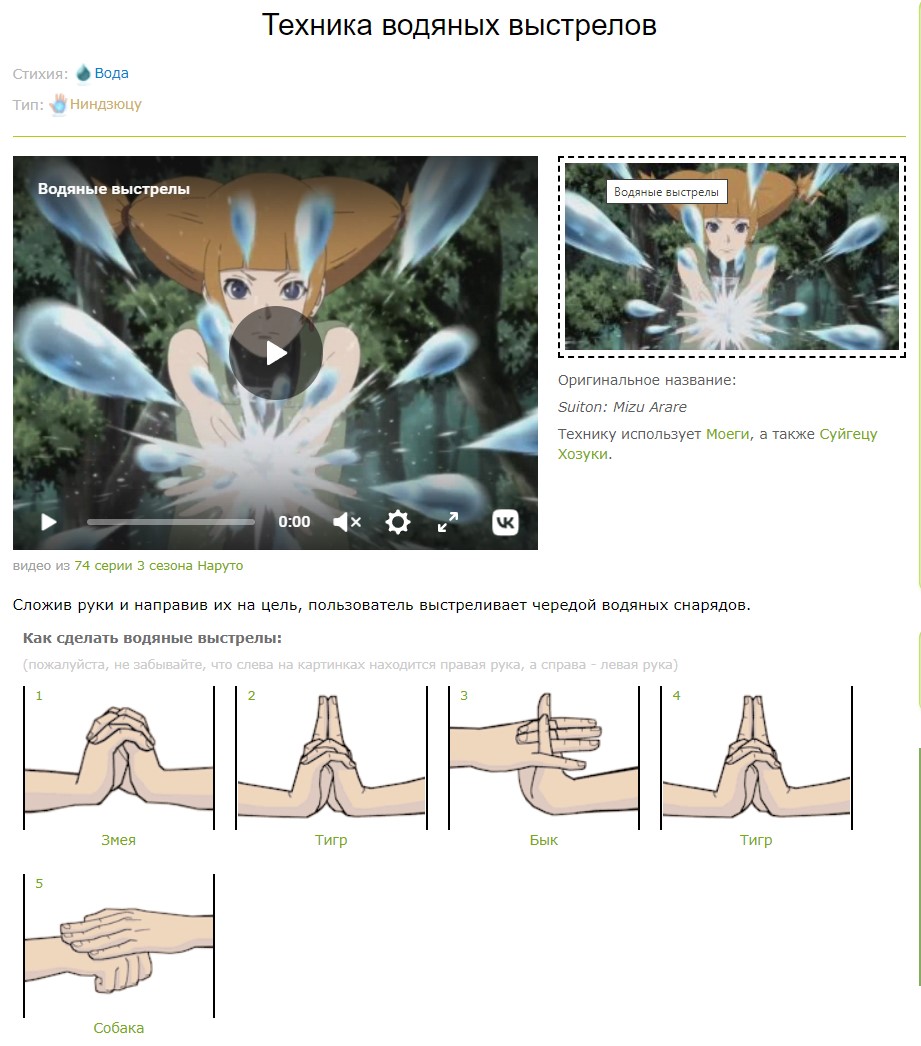 Техника водяных выстрелов
Стихия: Вода
Тип: Ниндзюцу
Водяные выстрелы
Водяные выстрелы
0:00
VK
Оригинальное название:
Suiton: Mizu Arare
Технику использует Моеги, а также Суйгецу
Хозуки.
видео из 74 серии 3 сезона Наруто
Сложив руки и направив их на цель, пользователь выстреливает чередой водяных снарядов.
Как сделать водяные выстрелы:
(пожалуйста, не забывайте, что слева на картинках находится правая рука, а справа - левая рука)
1
2
3
4
Змея
Тигр
Бык
Тигр
5
Собака